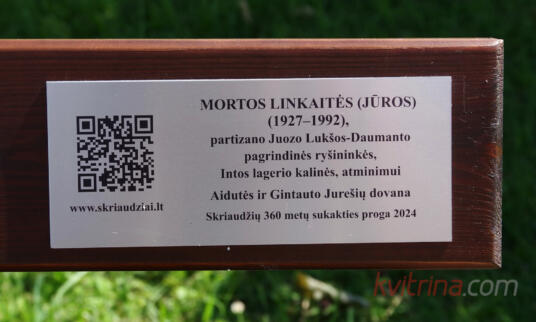 MORTOS LINKAITĖS (JŪROS)
(1927–1992),
partizano Juozo Lukšos-Daumanto
pagrindinės ryšininkės,
Intos lagerio kalinės, atminimui
Aidutės ir Gintauto Jurešių dovana
Skriaudžių 360 metų sukakties proga 2024
www.skriaudziai.lt
kvitrina.com